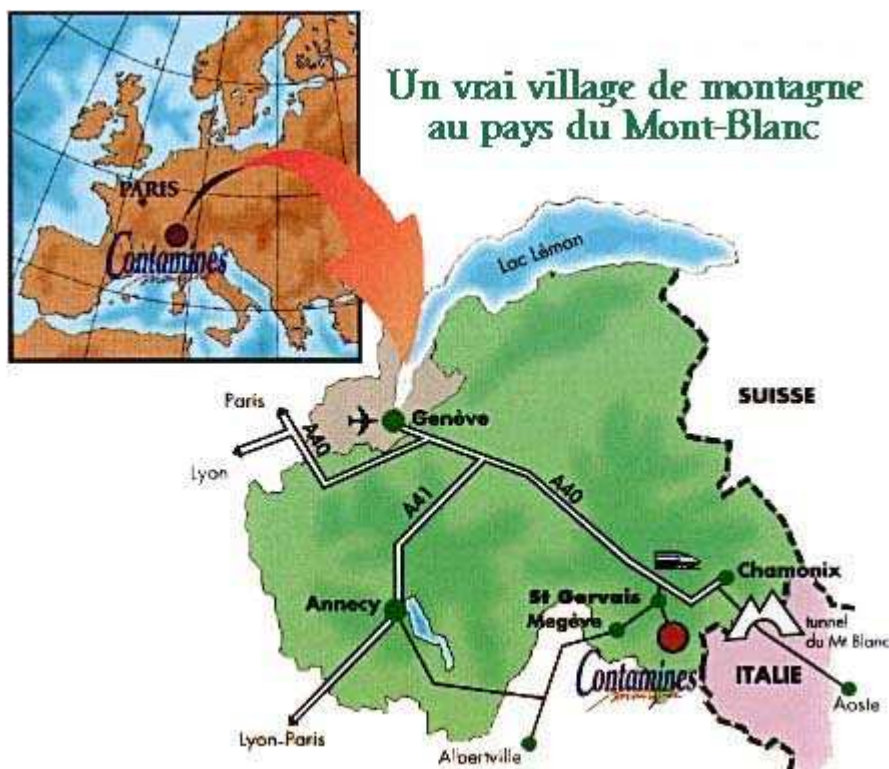 Un vrai village de montagne
au pays du Mont-Blanc
PARIS
Contamines
Lac Léman
SUISSE
Paris
Genève
A40
Lyon
A41
A40
Chamonix
St Gervais
Annecy
Megève
tunnel
du Mt Blanc
ITALIE
Contamines
Aoste
Lyon-Paris
Albertville